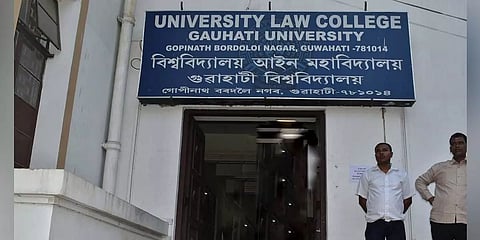 UNIVERSITY LAW COLLEGE
GAUHATI UNIVERSITY
GOPINATH BORDOLOI NAGAR, GUWAHATI -781014
বিশ্ববিদ্যালয় আইন মহাবিদ্যালয়
গুৱাহাটী বিশ্ববিদ্যালয়
গোপীনাথ বৰদলৈ নগৰ, গুৱাহাটী-৭৮১০১৪